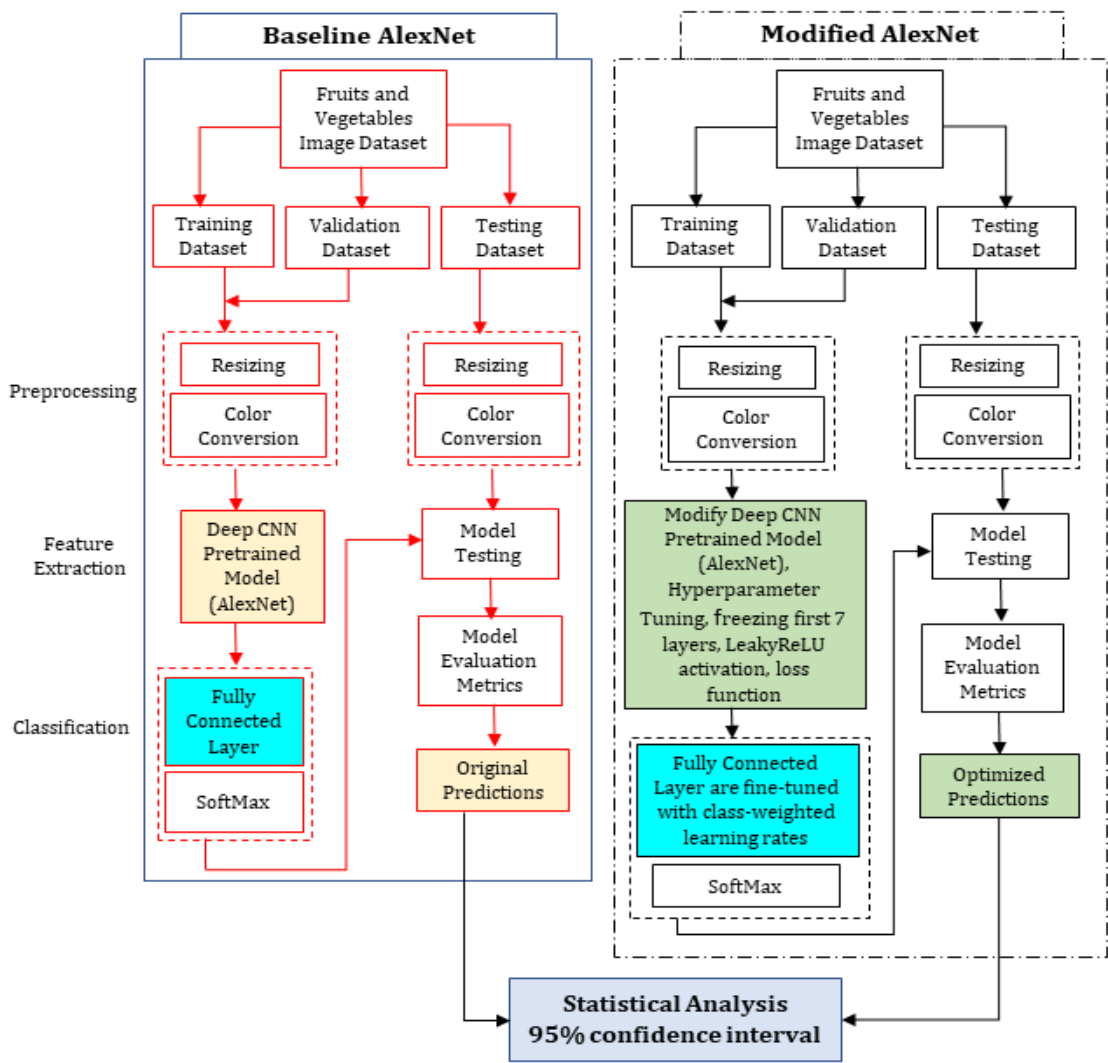 Baseline AlexNet
Fruits and
Vegetables
Image Dataset
Training
Dataset
Validation
Dataset
Testing
Dataset
Preprocessing
Resizing
Color
Conversion
Resizing
Color
Conversion
Feature
Extraction
Deep CNN
Pretrained
Model
(AlexNet)
Model
Testing
Classification
Fully
Connected
Layer
SoftMax
Model
Evaluation
Metrics
Original
Predictions
Modified AlexNet
Fruits and
Vegetables
Image Dataset
Training
Dataset
Validation
Dataset
Testing
Dataset
Resizing
Color
Conversion
Resizing
Color
Conversion
Modify Deep CNN
Pretrained Model
(AlexNet),
Hyperparameter
Tuning, freezing first 7
layers, LeakyReLU
activation, loss
function
Model
Testing
Fully Connected
Layer are fine-tuned
with class-weighted
learning rates
SoftMax
Model
Evaluation
Metrics
Optimized
Predictions
Statistical Analysis
95% confidence interval